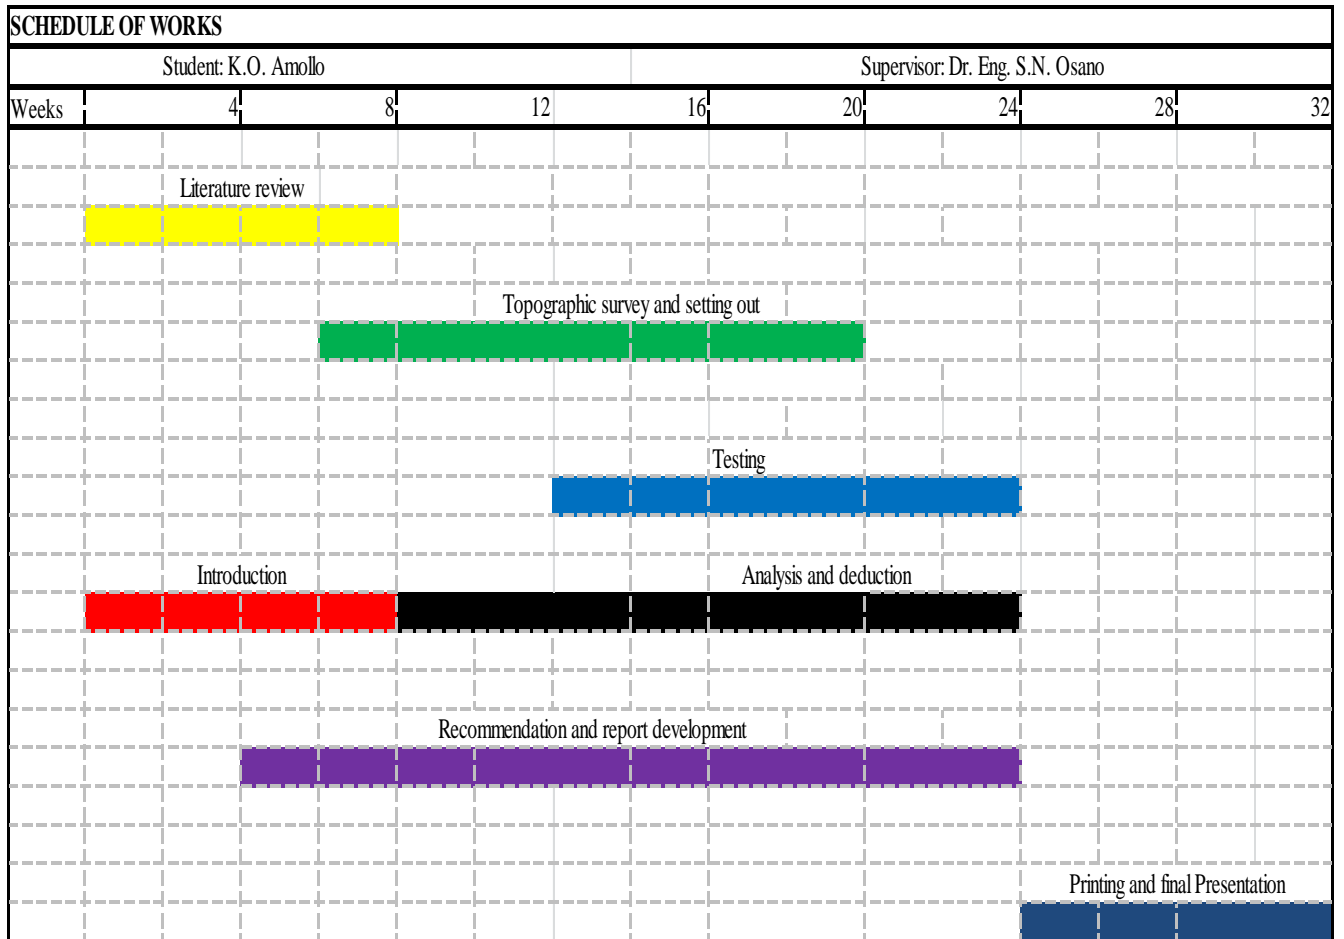 SCHEDULE OF WORKS
Student: K.O. Amollo Supervisor: Dr. Eng. S.N. Osano
Weeks 4 8 12 16 20 24 28 32
Literature review
Topographic survey and setting out
Testing
Introduction Analysis and deduction
Recommendation and report development
Printing and final Presentation